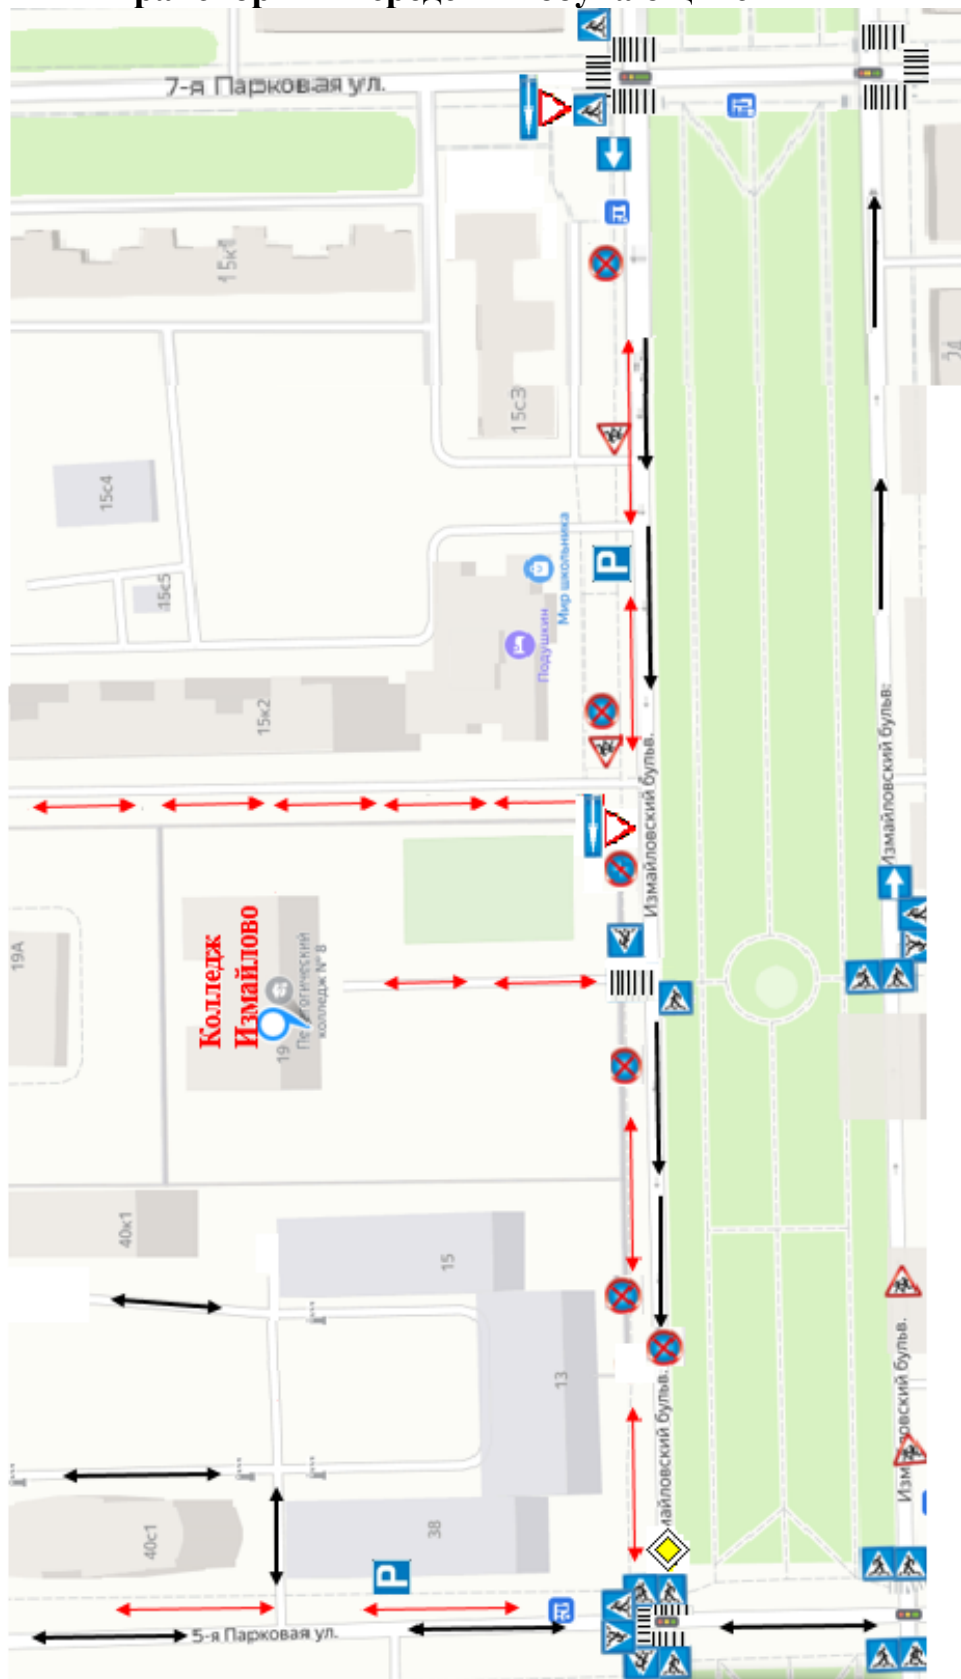 7-я Парковая ул.
15к1
15с3
15с4
15с5
Мир школьника
Подушкин
P
15к2
Измайловский бульв.
Измайловский бульв.
19А
Колледж
Измайлово
19
Педагогический
колледж № 8
40к1
15
13
Измайловский бульв.
40с1
38
P
5-я Парковая ул.